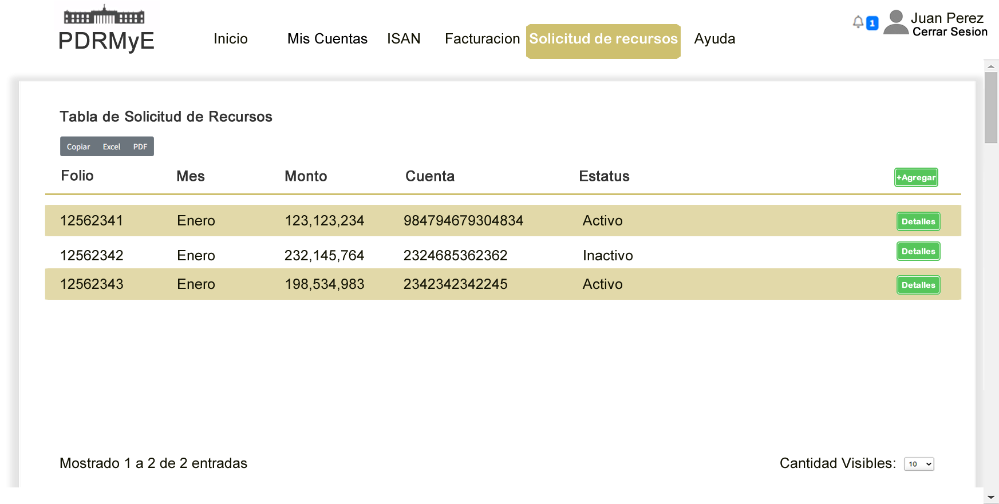 PDRMyE
Inicio Mis Cuentas ISAN Facturacion Solicitud de recursos Ayuda
1
Juan Perez
Cerrar Sesion
Tabla de Solicitud de Recursos
Copiar Excel PDF
Folio Mes Monto Cuenta Estatus +Agregar
12562341 Enero 123,123,234 984794679304834 Activo Detalles
12562342 Enero 232,145,764 2324685362362 Inactivo Detalles
12562343 Enero 198,534,983 2342342342245 Activo Detalles
Mostrado 1 a 2 de 2 entradas Cantidad Visibles: 10